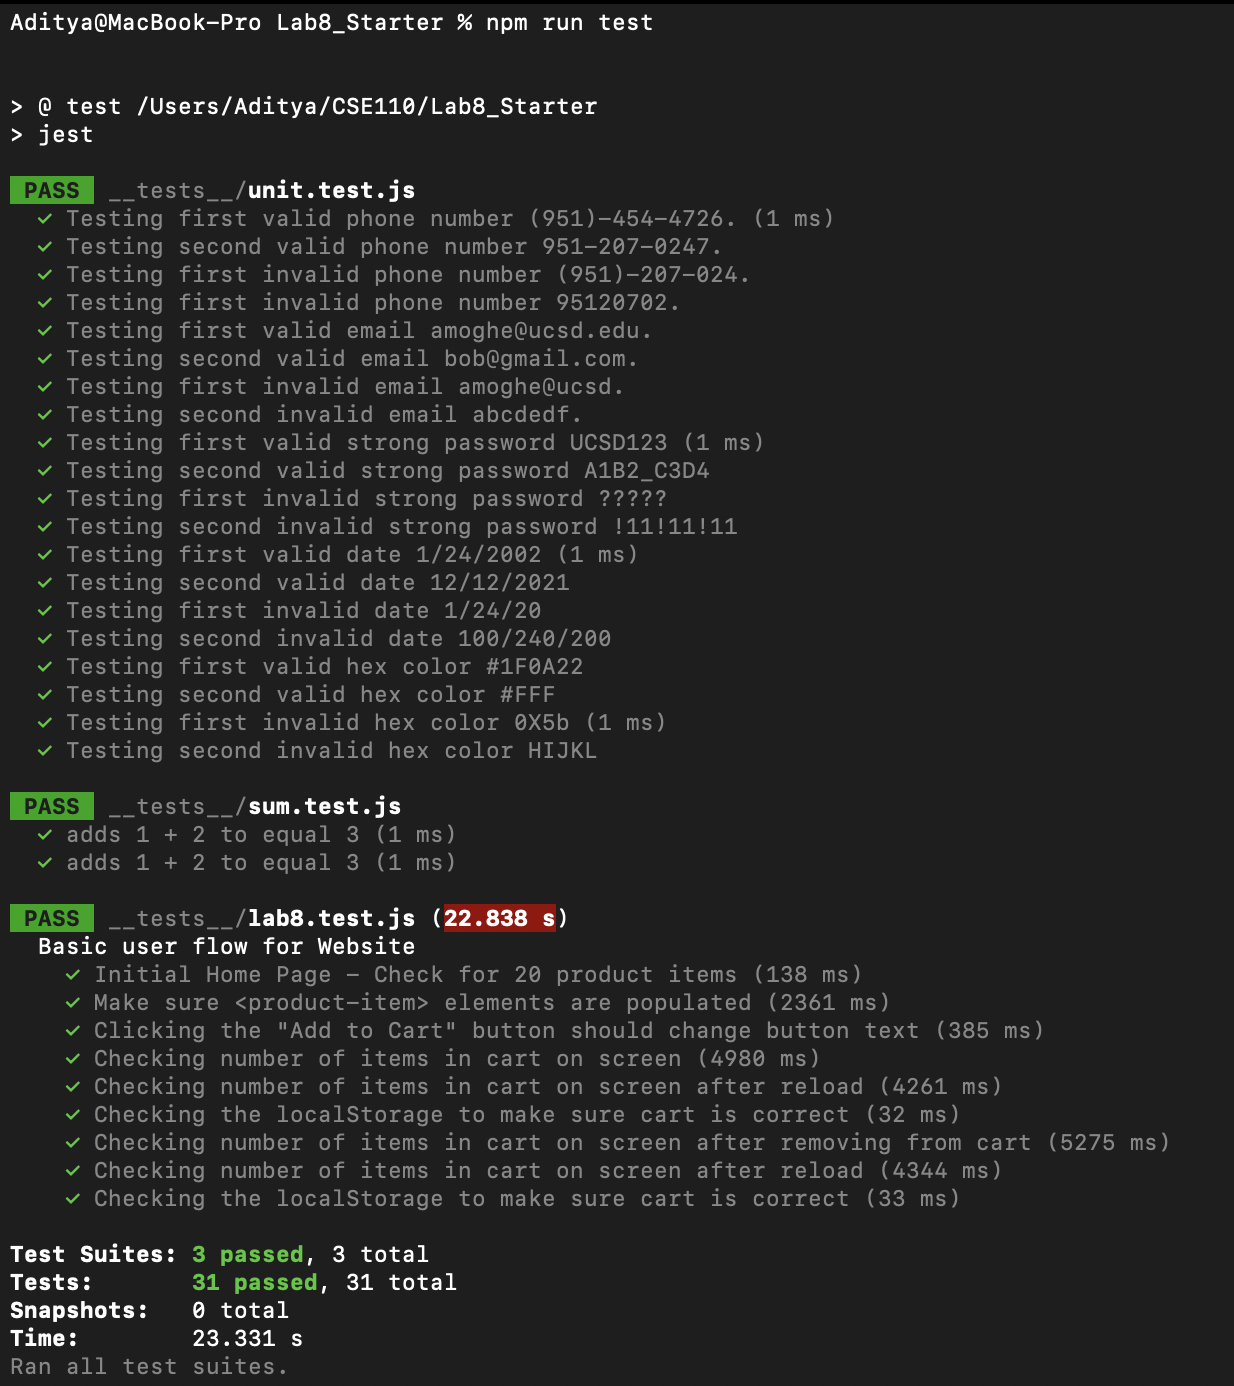 Aditya@MacBook-Pro Lab8_Starter % npm run test
> @ test /Users/Aditya/CSE110/Lab8_Starter
> jest
PASS __tests__/unit.test.js
✓ Testing first valid phone number (951)-454-4726. (1 ms)
✓ Testing second valid phone number 951-207-0247.
✓ Testing first invalid phone number (951)-207-024.
✓ Testing first invalid phone number 95120702.
✓ Testing first valid email amoghe@ucsd.edu.
✓ Testing second valid email bob@gmail.com.
✓ Testing first invalid email amoghe@ucsd.
✓ Testing second invalid email abcdedf.
✓ Testing first valid strong password UCSD123 (1 ms)
✓ Testing second valid strong password A1B2_C3D4
✓ Testing first invalid strong password ?????
✓ Testing second invalid strong password !11!11!11
✓ Testing first valid date 1/24/2002 (1 ms)
✓ Testing second valid date 12/12/2021
✓ Testing first invalid date 1/24/20
✓ Testing second invalid date 100/240/200
✓ Testing first valid hex color #1F0A22
✓ Testing second valid hex color #FFF
✓ Testing first invalid hex color 0X5b (1 ms)
✓ Testing second invalid hex color HIJKL
PASS __tests__/sum.test.js
✓ adds 1 + 2 to equal 3 (1 ms)
✓ adds 1 + 2 to equal 3 (1 ms)
PASS __tests__/lab8.test.js (22.838 s)
Basic user flow for Website
✓ Initial Home Page - Check for 20 product items (138 ms)
✓ Make sure <product-item> elements are populated (2361 ms)
✓ Clicking the "Add to Cart" button should change button text (385 ms)
✓ Checking number of items in cart on screen (4980 ms)
✓ Checking number of items in cart on screen after reload (4261 ms)
✓ Checking the localStorage to make sure cart is correct (32 ms)
✓ Checking number of items in cart on screen after removing from cart (5275 ms)
✓ Checking number of items in cart on screen after reload (4344 ms)
✓ Checking the localStorage to make sure cart is correct (33 ms)
Test Suites: 3 passed, 3 total
Tests: 31 passed, 31 total
Snapshots: 0 total
Time: 23.331 s
Ran all test suites.